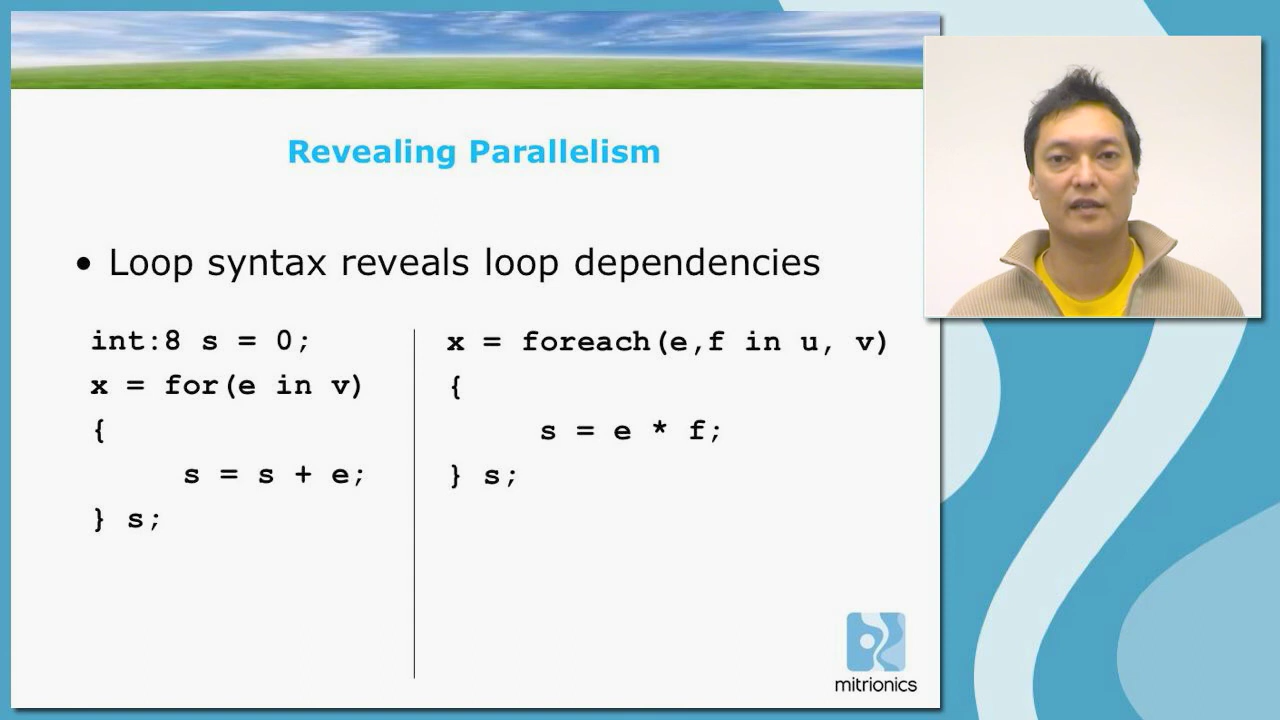 Revealing Parallelism
• Loop syntax reveals loop dependencies
int:8 s = 0;
x = for(e in v)
{
s = s + e;
} s;
x = foreach(e,f in u, v)
{
s = e * f;
} s;
mitrionics